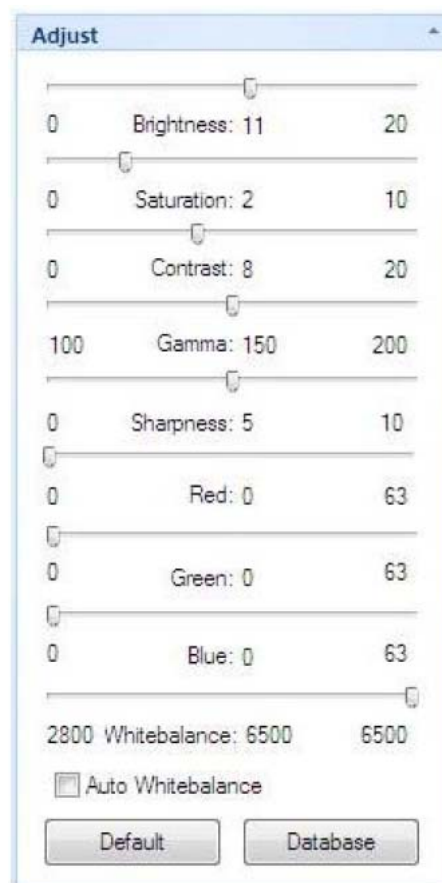 Adjust
0 Brightness: 11 20
0 Saturation: 2 10
0 Contrast: 8 20
100 Gamma: 150 200
0 Sharpness: 5 10
0 Red: 0 63
0 Green: 0 63
0 Blue: 0 63
2800 Whitebalance: 6500 6500
Auto Whitebalance
Default Database